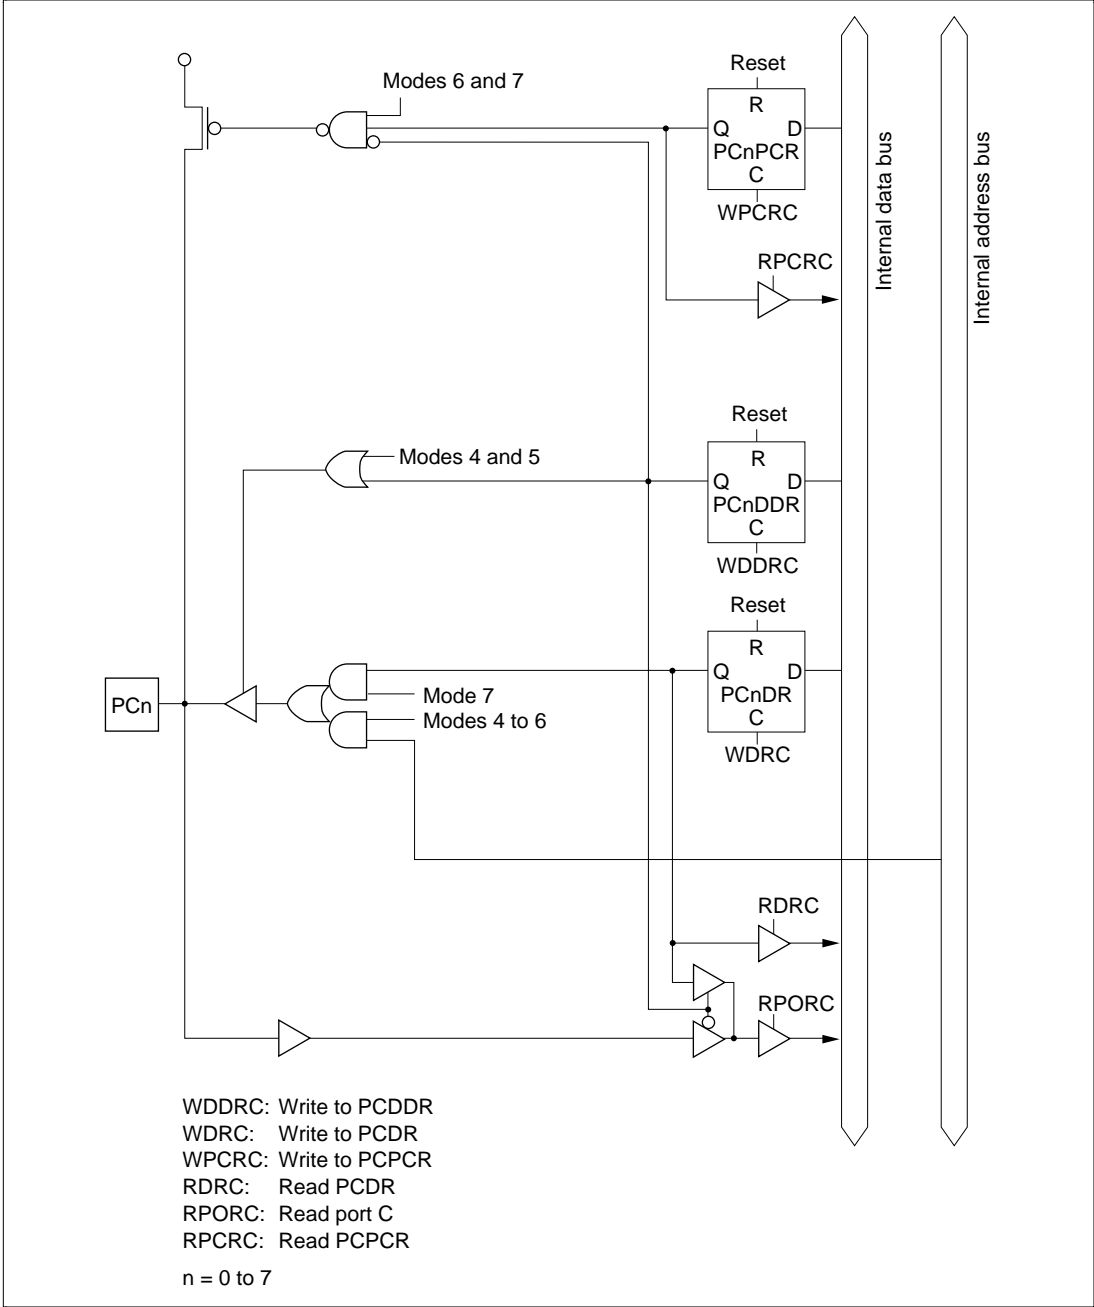 Reset
Modes 6 and 7
R
Q D
PCnPCR
C
WPCRC
RPCRC
Internal data bus
Internal address bus
Reset
Modes 4 and 5
R
Q D
PCnDDR
C
WDDRC
Reset
R
Q D
PCnDR
C
WDRC
PCn
Mode 7
Modes 4 to 6
RDRC
RPORC
WDDRC: Write to PCDDR
WDRC: Write to PCDR
WPCRC: Write to PCPCR
RDRC: Read PCDR
RPORC: Read port C
RPCRC: Read PCPCR
n = 0 to 7